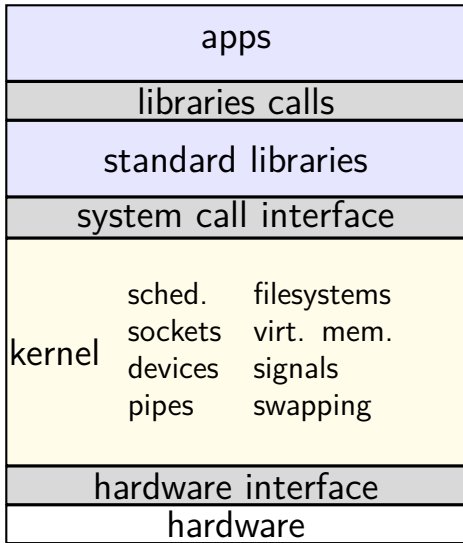 apps
libraries calls
standard libraries
system call interface
kernel
sched. filesystems
sockets virt. mem.
devices signals
pipes swapping
hardware interface
hardware